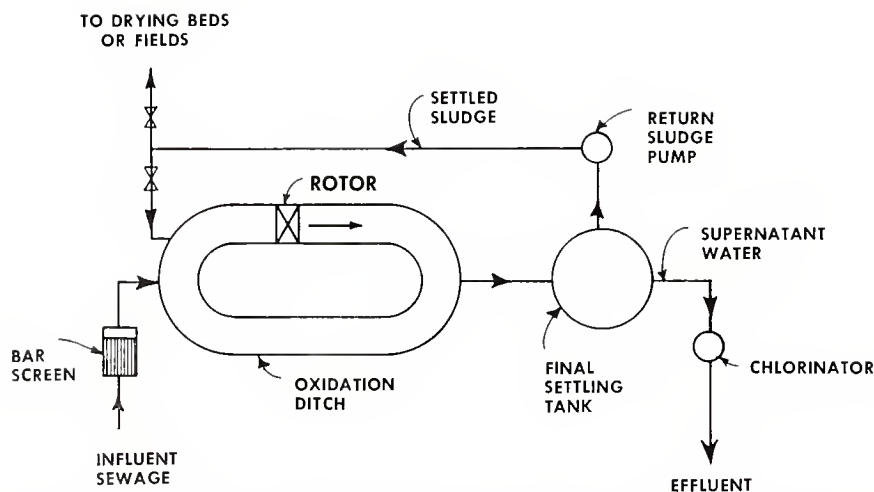 TO DRYING BEDS
OR FIELDS
SETTLED
SLUDGE
RETURN
SLUDGE
PUMP
ROTOR
SUPERNATANT
WATER
BAR
SCREEN
OXIDATION
DITCH
FINAL
SETTLING
TANK
CHLORINATOR
INFLUENT
SEWAGE
EFFLUENT